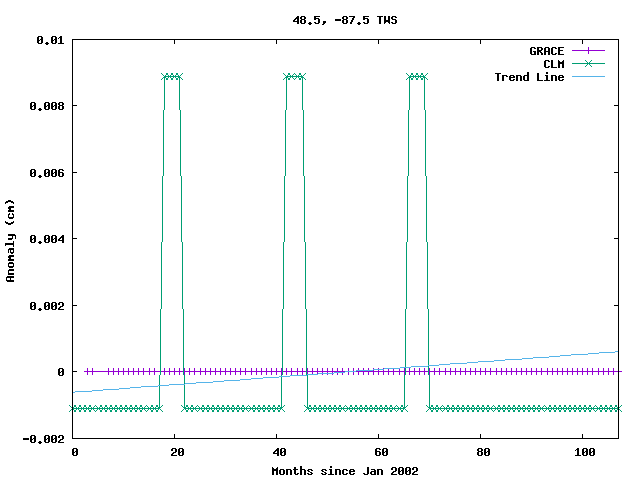 48.5, -87.5 TWS
GRACE
CLM
Trend Line
0.01
0.008
0.006
0.004
0.002
0
-0.002
Anomaly (cm)
0 20 40 60 80 100
Months since Jan 2002